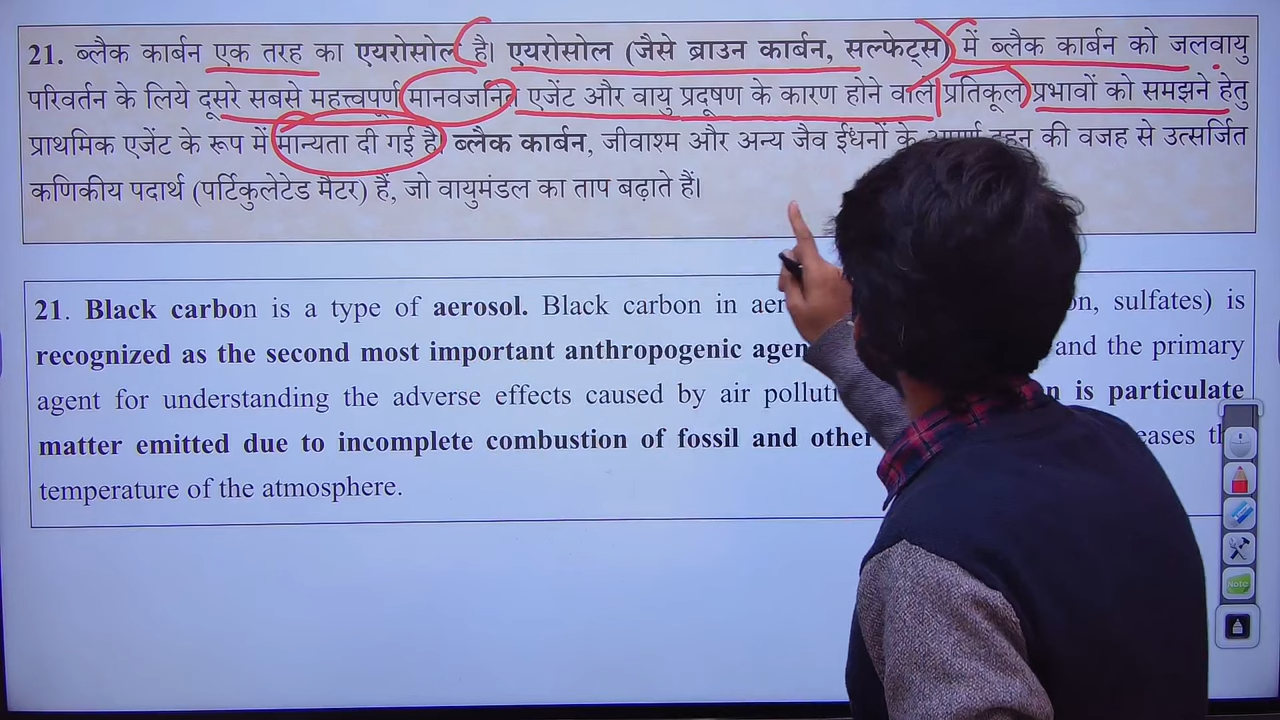 21. ब्लैक कार्बन एक तरह का एयरोसोल है। एयरोसोल (जैसे ब्राउन कार्बन, सल्फेट्स) में ब्लैक कार्बन को जलवायु
परिवर्तन के लिये दूसरे सबसे महत्त्वपूर्ण मानवजनित एजेंट और वायु प्रदूषण के कारण होने वाले प्रतिकूल प्रभावों को समझने हेतु
प्राथमिक एजेंट के रूप में मान्यता दी गई है। ब्लैक कार्बन, जीवाश्म और अन्य जैव ईंधनों के दहन की वजह से उत्सर्जित
कणिकीय पदार्थ (पर्टिकुलेटेड मैटर) हैं, जो वायुमंडल का ताप बढ़ाते हैं।
21. Black carbon is a type of aerosol. Black carbon in sulfates) is
recognized as the second most important anthropogenic and the primary
agent for understanding the adverse effects caused by air is particulate
matter emitted due to incomplete combustion of fossil and other
temperature of the atmosphere.
Note